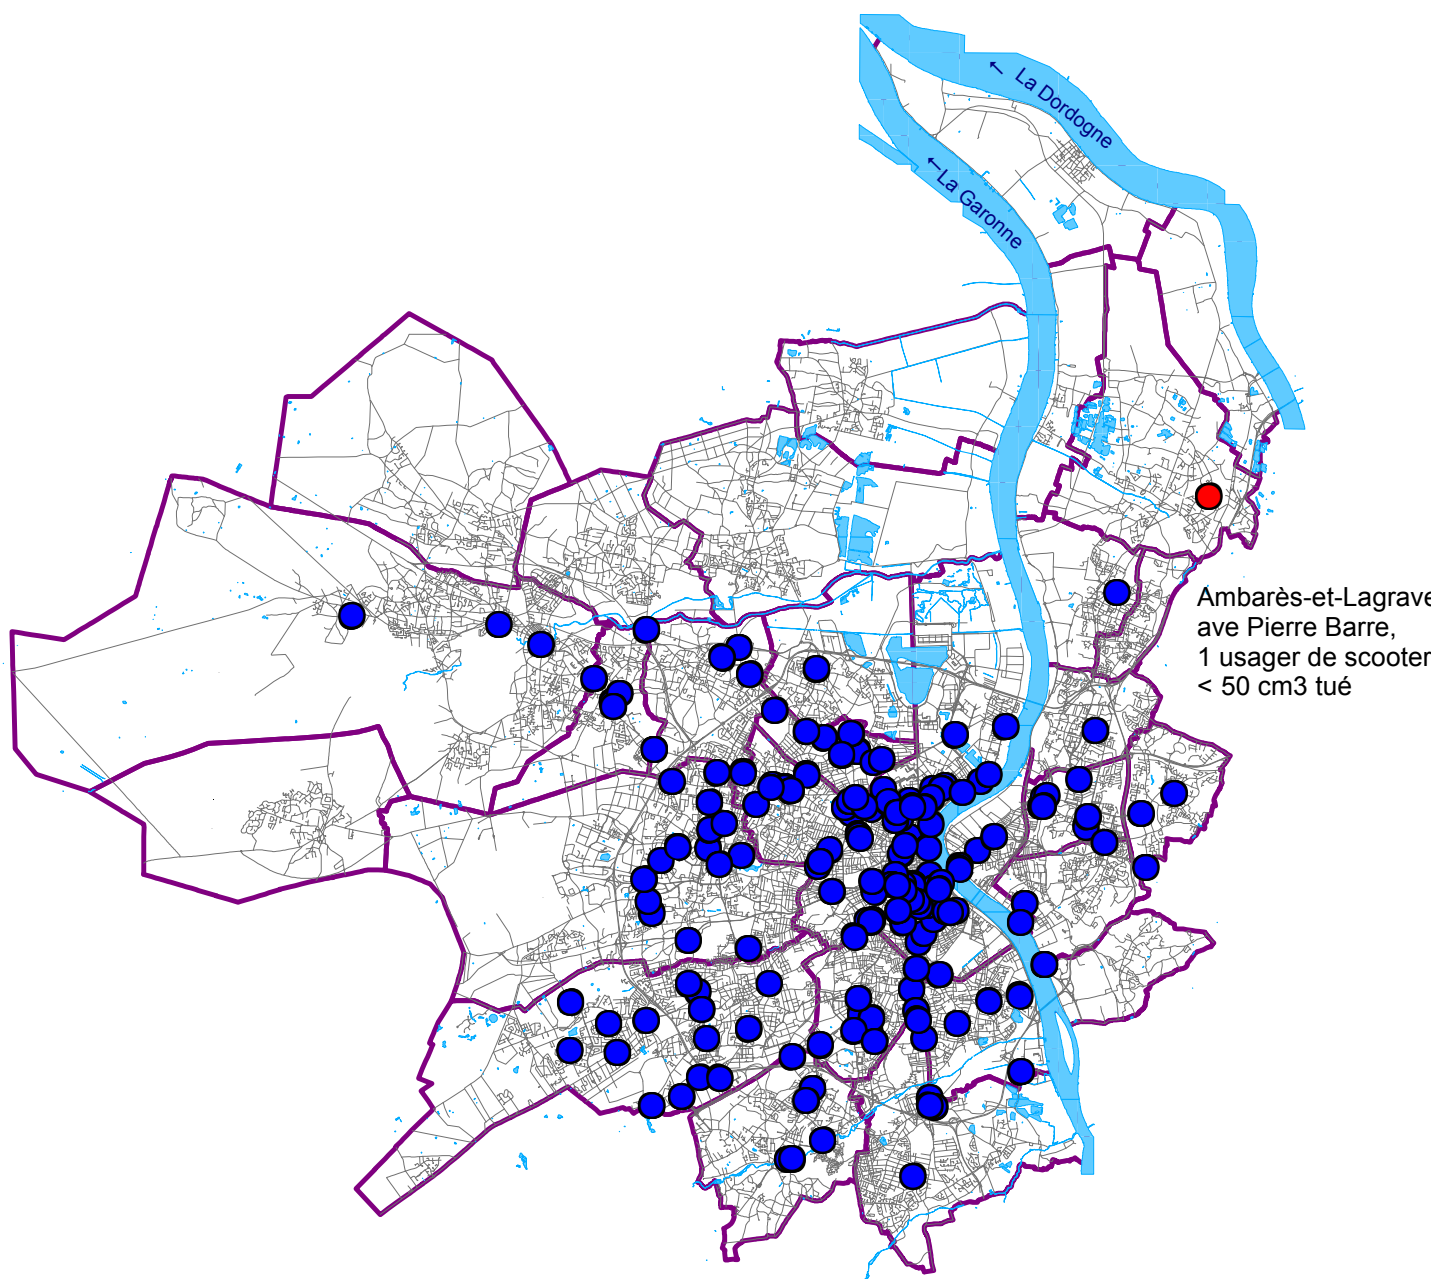 ← La Dordogne
← La Garonne
Ambarès-et-Lagrave
ave Pierre Barre,
1 usager de scooter
< 50 cm3 tué